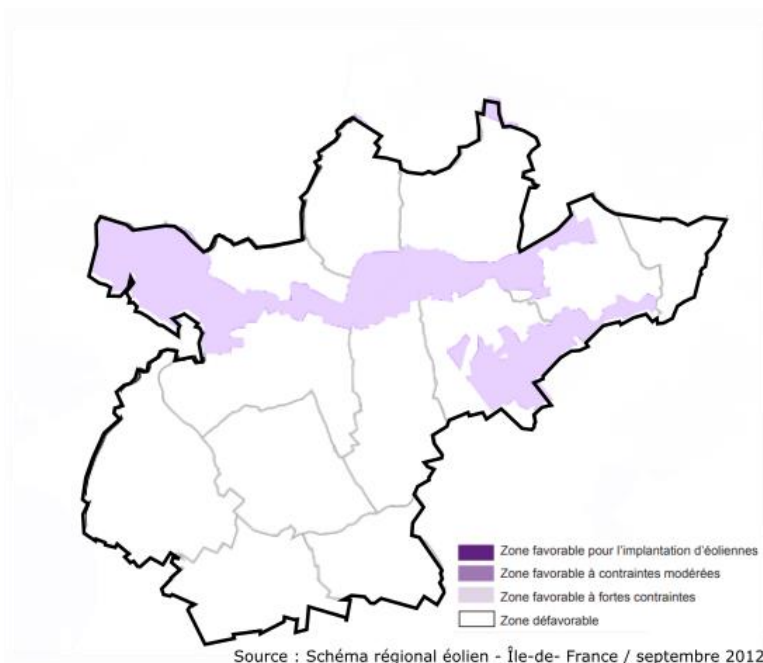 Zone favorable pour l'implantation d'éoliennes
Zone favorable à contraintes modérées
Zone favorable à fortes contraintes
Zone défavorable
Source : Schéma régional éolien - Île-de- France / septembre 2012